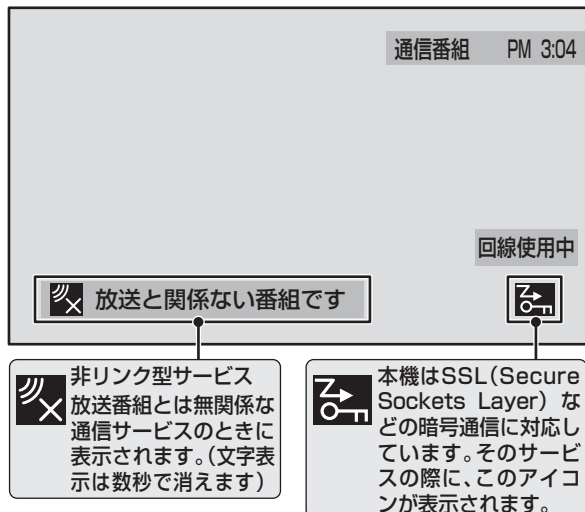 通信番組 PM 3:04
回線使用中
放送と関係ない番組です
非リンク型サービス
放送番組とは無関係な
通信サービスのときに
表示されます。(文字表
示は数秒で消えます)
本機はSSL(Secure
Sockets Layer) な
どの暗号通信に対応し
ています。そのサービ
スの際に、このアイコ
ンが表示されます。